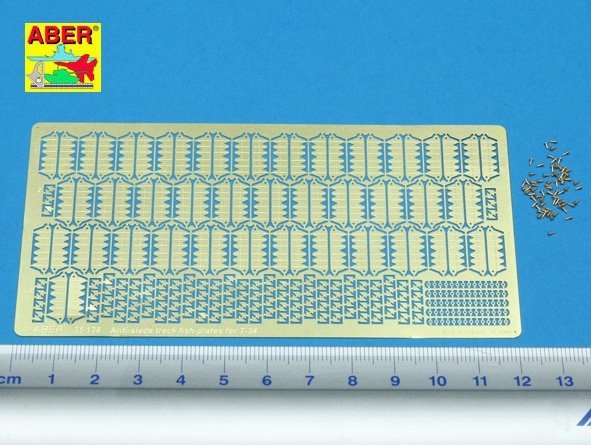 ABER®
ABER 35 138 Anti-slade track fish-plates for T-34
cm 1 2 3 4 5 6 7 8 9 10 11 12 13